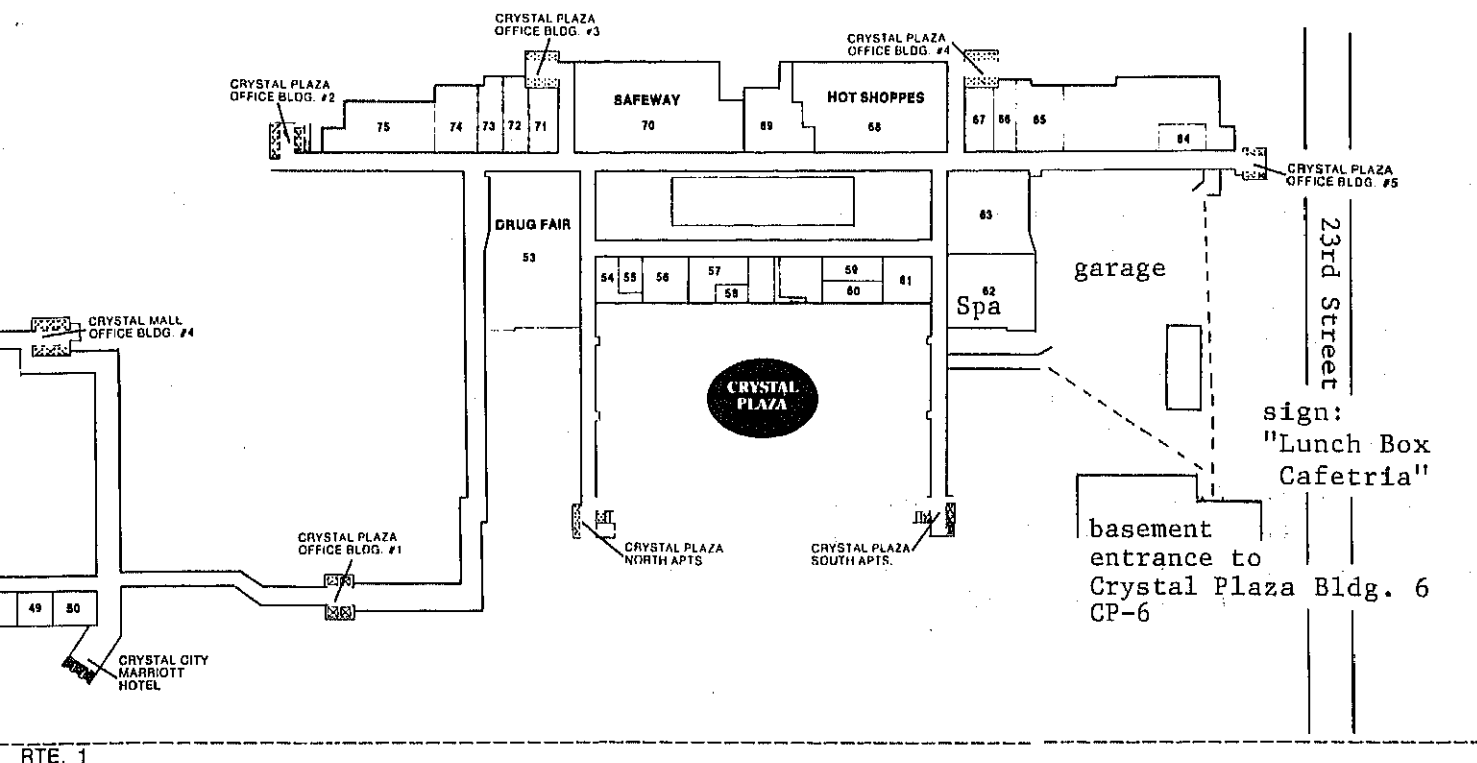 CRYSTAL PLAZA
OFFICE BLDG. #3
CRYSTAL PLAZA
OFFICE BLDG. #4
CRYSTAL PLAZA
OFFICE BLDG. #2
SAFEWAY
HOT SHOPPES
75
74
73
72
71
70
69
68
67
66
65
64
CRYSTAL PLAZA
OFFICE BLDG. #5
DRUG FAIR
53
63
23rd Street
54
55
56
57
58
59
60
61
62
Spa
garage
CRYSTAL MALL
OFFICE BLDG. #4
CRYSTAL
PLAZA
sign:
"Lunch Box
Cafetria"
CRYSTAL PLAZA
OFFICE BLDG. #1
CRYSTAL PLAZA
NORTH APTS
CRYSTAL PLAZA
SOUTH APTS.
basement
entrance to
Crystal Plaza Bldg. 6
CP-6
49
50
CRYSTAL CITY
MARRIOTT
HOTEL
RTE. 1